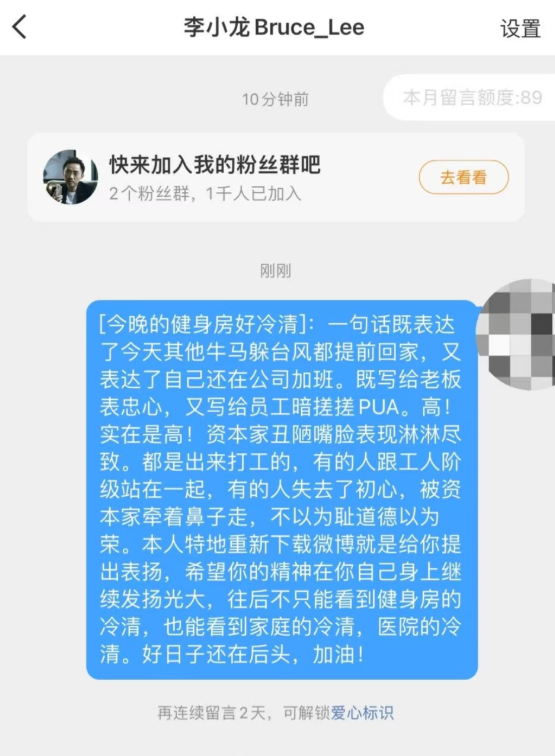 李小龙Bruce_Lee
设置
10分钟前
本月留言额度:89
快来加入我的粉丝群吧
2个粉丝群，1千人已加入
去看看
刚刚
[今晚的健身房好冷清]：一句话既表达
了今天其他牛马躲台风都提前回家，又
表达了自己还在公司加班。既写给老板
表忠心，又写给员工暗搓搓PUA。高！
实在是高！资本家丑陋嘴脸表现淋淋尽
致。都是出来打工的，有的人跟工人阶
级站在一起，有的人失去了初心，被资
本家牵着鼻子走，不以为耻道德以为
荣。本人特地重新下载微博就是给你提
出表扬，希望你的精神在你自己身上继
续发扬光大，往后不只能看到健身房的
冷清，也能看到家庭的冷清，医院的冷
清。好日子还在后头，加油！
再连续留言2天，可解锁爱心标识